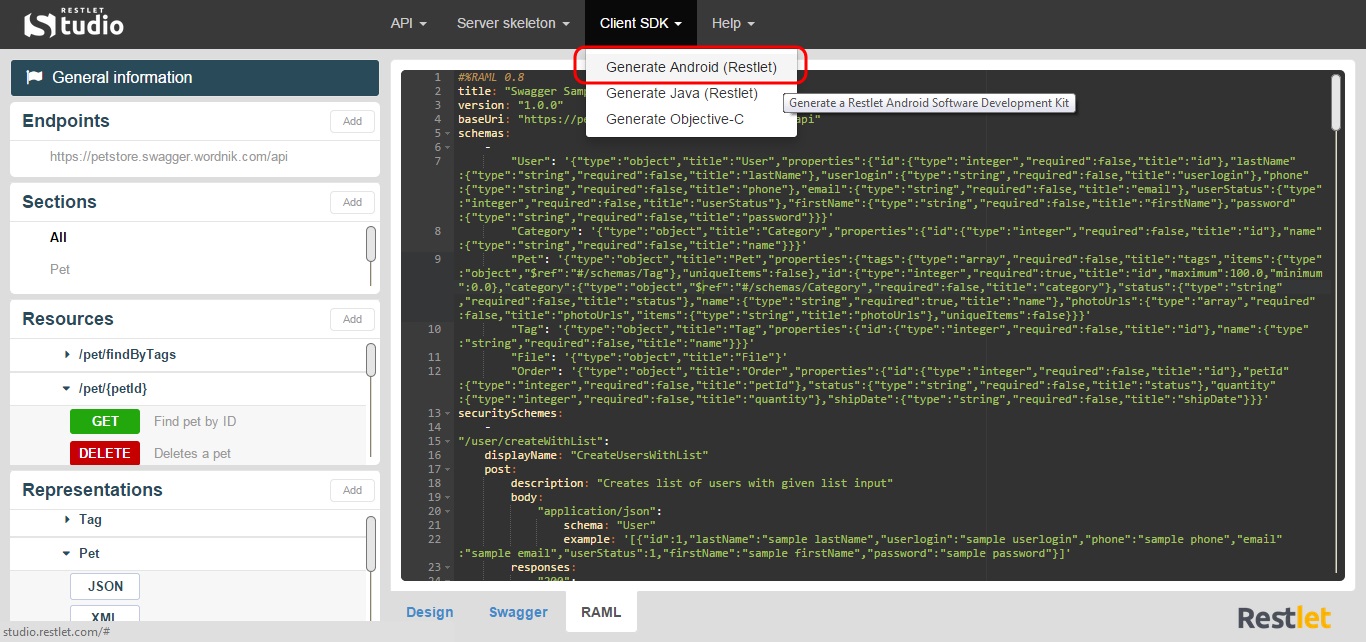 RESTLET
Studio
API
Server skeleton
Client SDK
Help
General information
Endpoints
Add
https://petstore.swagger.wordnik.com/api
Sections
Add
All
Pet
Resources
Add
/pet/findByTags
/pet/{petId}
GET
Find pet by ID
DELETE
Deletes a pet
Representations
Add
Tag
Pet
JSON
XML
studio.restlet.com/#
Generate Android (Restlet)
Generate Java (Restlet)
Generate Objective-C
Generate a Restlet Android Software Development Kit
1 #%RAML 0.8
2 title: "Swagger Sam
3 version: "1.0.0"
4 baseUri: "https://pe api"
5 schemas:
6 -
7 "User": '{"type":"object","title":"User","properties":{"id":{"type":"integer","required":false,"title":"id"},"lastName"
:{"type":"string","required":false,"title":"lastName"},"userlogin":{"type":"string","required":false,"title":"userlogin"},"phone"
:{"type":"string","required":false,"title":"phone"},"email":{"type":"string","required":false,"title":"email"},"userStatus":{"type":
"integer","required":false,"title":"userStatus"},"firstName":{"type":"string","required":false,"title":"firstName"},"password"
:{"type":"string","required":false,"title":"password"}}}'
8 "Category": '{"type":"object","title":"Category","properties":{"id":{"type":"integer","required":false,"title":"id"},"name"
:{"type":"string","required":false,"title":"name"}}}'
9 "Pet": '{"type":"object","title":"Pet","properties":{"tags":{"type":"array","required":false,"title":"tags","items":{"type"
:"object","$ref":"#/schemas/Tag"},"uniqueItems":false},"id":{"type":"integer","required":true,"title":"id","maximum":100.0,"minimum"
:0.0},"category":{"type":"object","$ref":"#/schemas/Category","required":false,"title":"category"},"status":{"type":"string"
,"required":false,"title":"status"},"name":{"type":"string","required":true,"title":"name"},"photoUrls":{"type":"array","required"
:false,"title":"photoUrls","items":{"type":"string","title":"photoUrls"},"uniqueItems":false}}}'
10 "Tag": '{"type":"object","title":"Tag","properties":{"id":{"type":"integer","required":false,"title":"id"},"name":{"type":
"string","required":false,"title":"name"}}}'
11 "File": '{"type":"object","title":"File"}'
12 "Order": '{"type":"object","title":"Order","properties":{"id":{"type":"integer","required":false,"title":"id"},"petId"
:{"type":"integer","required":false,"title":"petId"},"status":{"type":"string","required":false,"title":"status"},"quantity"
:{"type":"integer","required":false,"title":"quantity"},"shipDate":{"type":"string","required":false,"title":"shipDate"}}}'
13 securitySchemes:
14 -
15 "/user/createWithList":
16 displayName: "CreateUsersWithList"
17 post:
18 description: "Creates list of users with given list input"
19 body:
20 "application/json":
21 schema: "User"
22 example: '[{"id":1,"lastName":"sample lastName","userlogin":"sample userlogin","phone":"sample phone","email"
:"sample email","userStatus":1,"firstName":"sample firstName","password":"sample password"}]'
23 responses:
24 "200":
Design
Swagger
RAML
Restlet